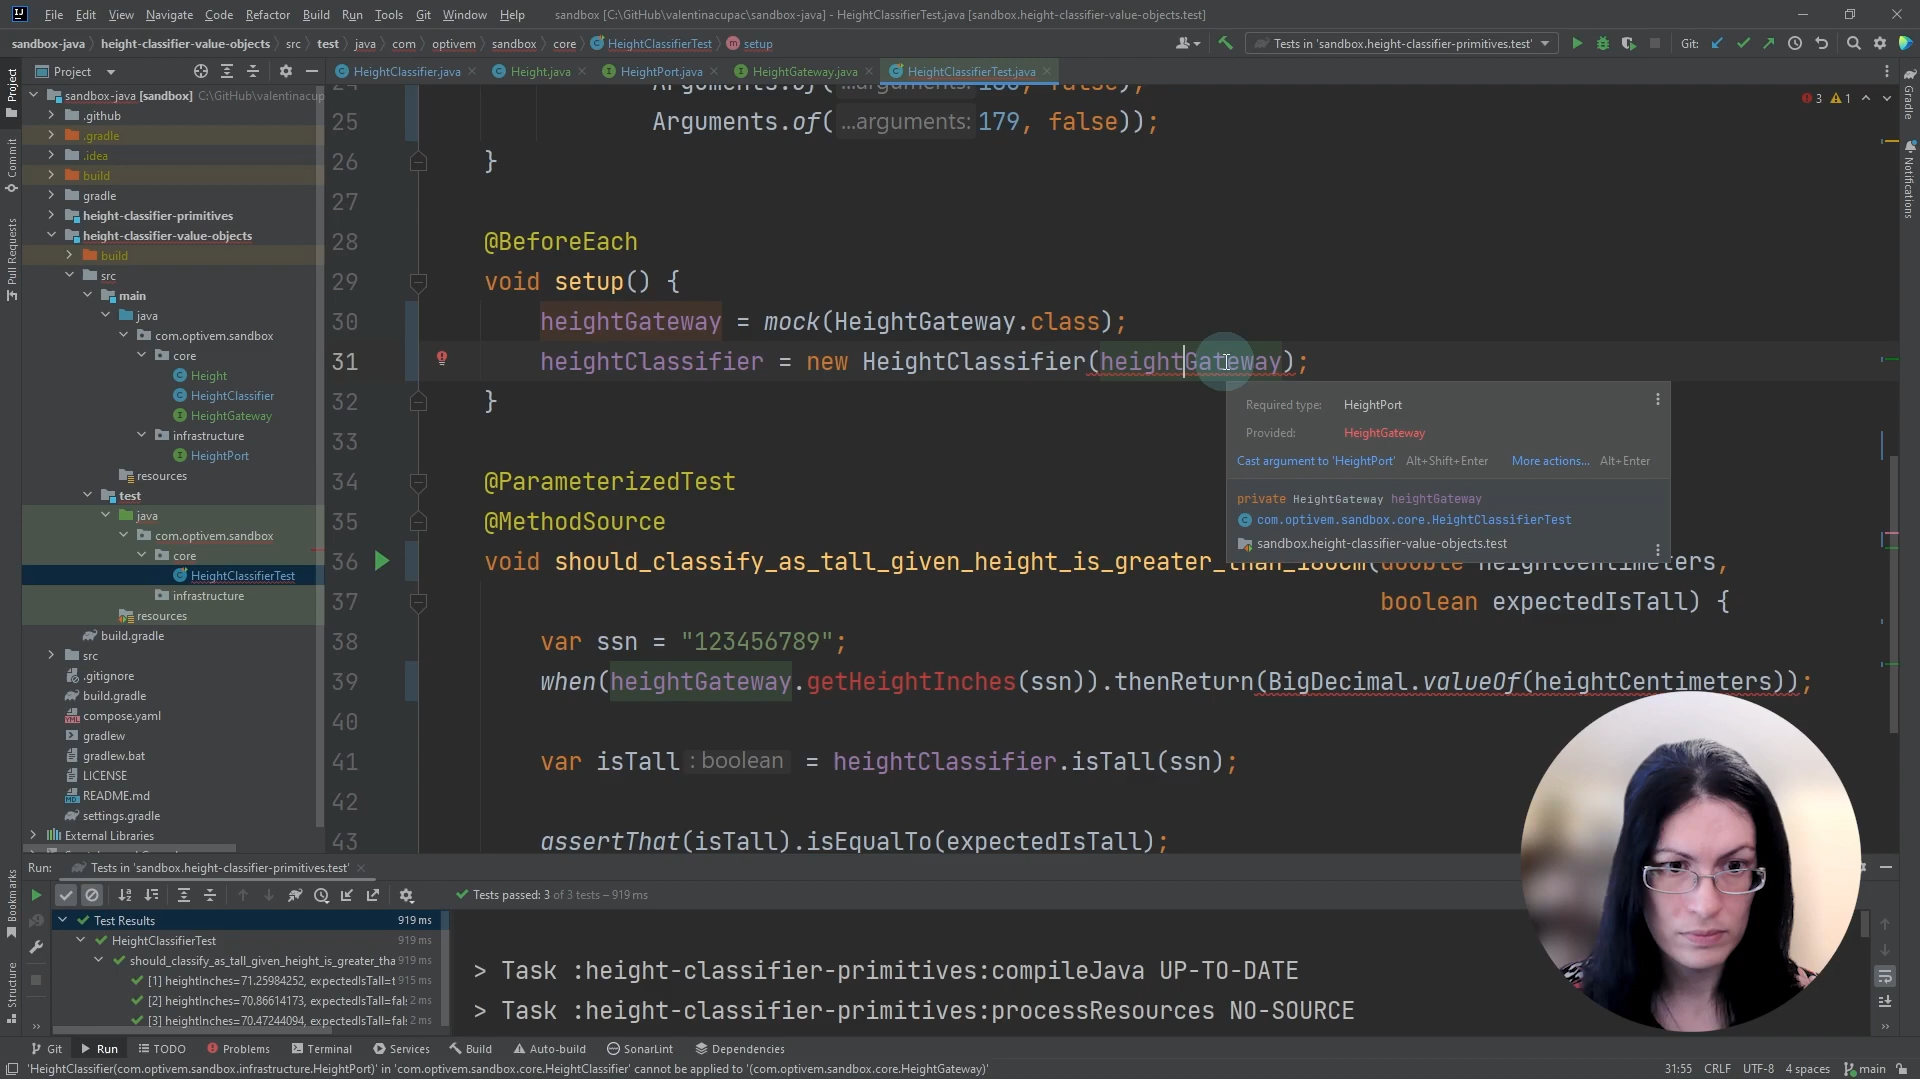 File Edit View Navigate Code Refactor Build Run Tools Git Window Help sandbox [C:\GitHub\valentinacupac\sandbox-java] - HeightClassifierTest.java [sandbox.height-classifier-value-objects.test]
sandbox-java height-classifier-value-objects src test java com optivem sandbox core HeightClassifierTest setup Tests in 'sandbox.height-classifier-primitives.test' Git:
Project HeightClassifier.java Height.java HeightPort.java HeightGateway.java HeightClassifierTest.java
sandbox-java [sandbox] C:\GitHub\valentinacup
.github
.gradle
.idea
build
gradle
height-classifier-primitives
height-classifier-value-objects
build
src
main
java
com.optivem.sandbox
core
Height
HeightClassifier
HeightGateway
infrastructure
HeightPort
resources
test
java
com.optivem.sandbox
core
HeightClassifierTest
infrastructure
resources
build.gradle
src
.gitignore
build.gradle
compose.yaml
gradlew
gradlew.bat
LICENSE
README.md
settings.gradle
External Libraries
Project
Commit
Pull Requests
Bookmarks
Structure
Gradle
Notifications
3 1
25 Arguments.of( ...arguments: 179, false));
26 }
27
28 @BeforeEach
29 void setup() {
30 heightGateway = mock(HeightGateway.class);
31 heightClassifier = new HeightClassifier(heightGateway);
32 }
33
34 @ParameterizedTest
35 @MethodSource
36 void should_classify_as_tall_given_height_is_greater_than_180cm(double heightCentimeters,
37 boolean expectedIsTall) {
38 var ssn = "123456789";
39 when(heightGateway.getHeightInches(ssn)).thenReturn(BigDecimal.valueOf(heightCentimeters));
40
41 var isTall : boolean = heightClassifier.isTall(ssn);
42
43 assertThat(isTall).isEqualTo(expectedIsTall);
Required type: HeightPort
Provided: HeightGateway
Cast argument to 'HeightPort' Alt+Shift+Enter More actions... Alt+Enter
private HeightGateway heightGateway
com.optivem.sandbox.core.HeightClassifierTest
sandbox.height-classifier-value-objects.test
Run: Tests in 'sandbox.height-classifier-primitives.test'
Tests passed: 3 of 3 tests – 919 ms
Test Results 919 ms
HeightClassifierTest 919 ms
should_classify_as_tall_given_height_is_greater_tha 919 ms
[1] heightInches=71.25984252, expectedIsTall=t 915 ms
[2] heightInches=70.86614173, expectedIsTall=fal: 2 ms
[3] heightInches=70.47244094, expectedIsTall=fal: 2 ms
> Task :height-classifier-primitives:compileJava UP-TO-DATE
> Task :height-classifier-primitives:processResources NO-SOURCE
Git Run TODO Problems Terminal Services Build Auto-build SonarLint Dependencies
'HeightClassifier(com.optivem.sandbox.infrastructure.HeightPort)' in 'com.optivem.sandbox.core.HeightClassifier' cannot be applied to '(com.optivem.sandbox.core.HeightGateway)' 31:55 CRLF UTF-8 4 spaces main